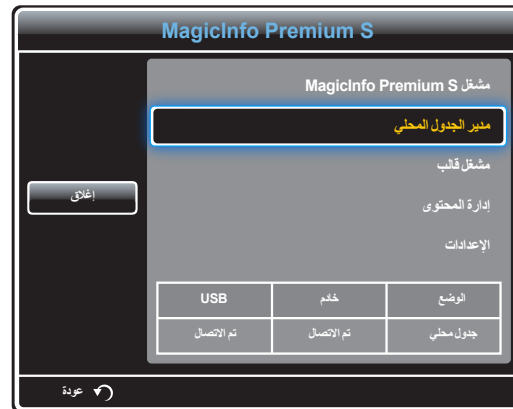 MagicInfo Premium S
مشغل MagicInfo Premium S
مدير الجدول المحلي
مشغل قالب
إدارة المحتوى
الإعدادات
إغلاق
الوضع خادم USB
جدول محلي تم الاتصال تم الاتصال
عودة